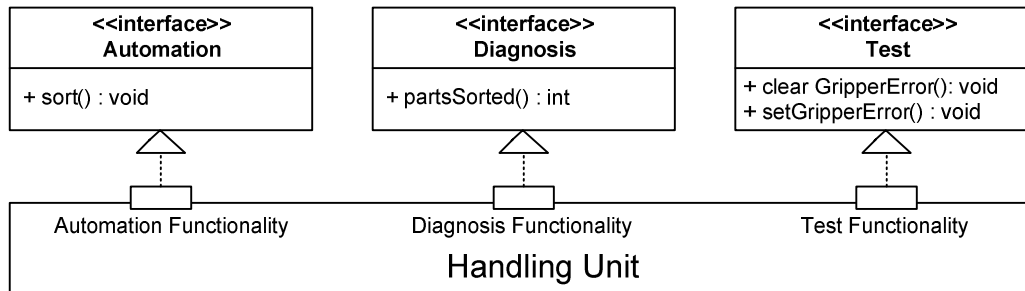 <<interface>>
Automation
+ sort() : void
<<interface>>
Diagnosis
+ partsSorted() : int
<<interface>>
Test
+ clear GripperError(): void
+ setGripperError() : void
Automation Functionality
Diagnosis Functionality
Test Functionality
Handling Unit